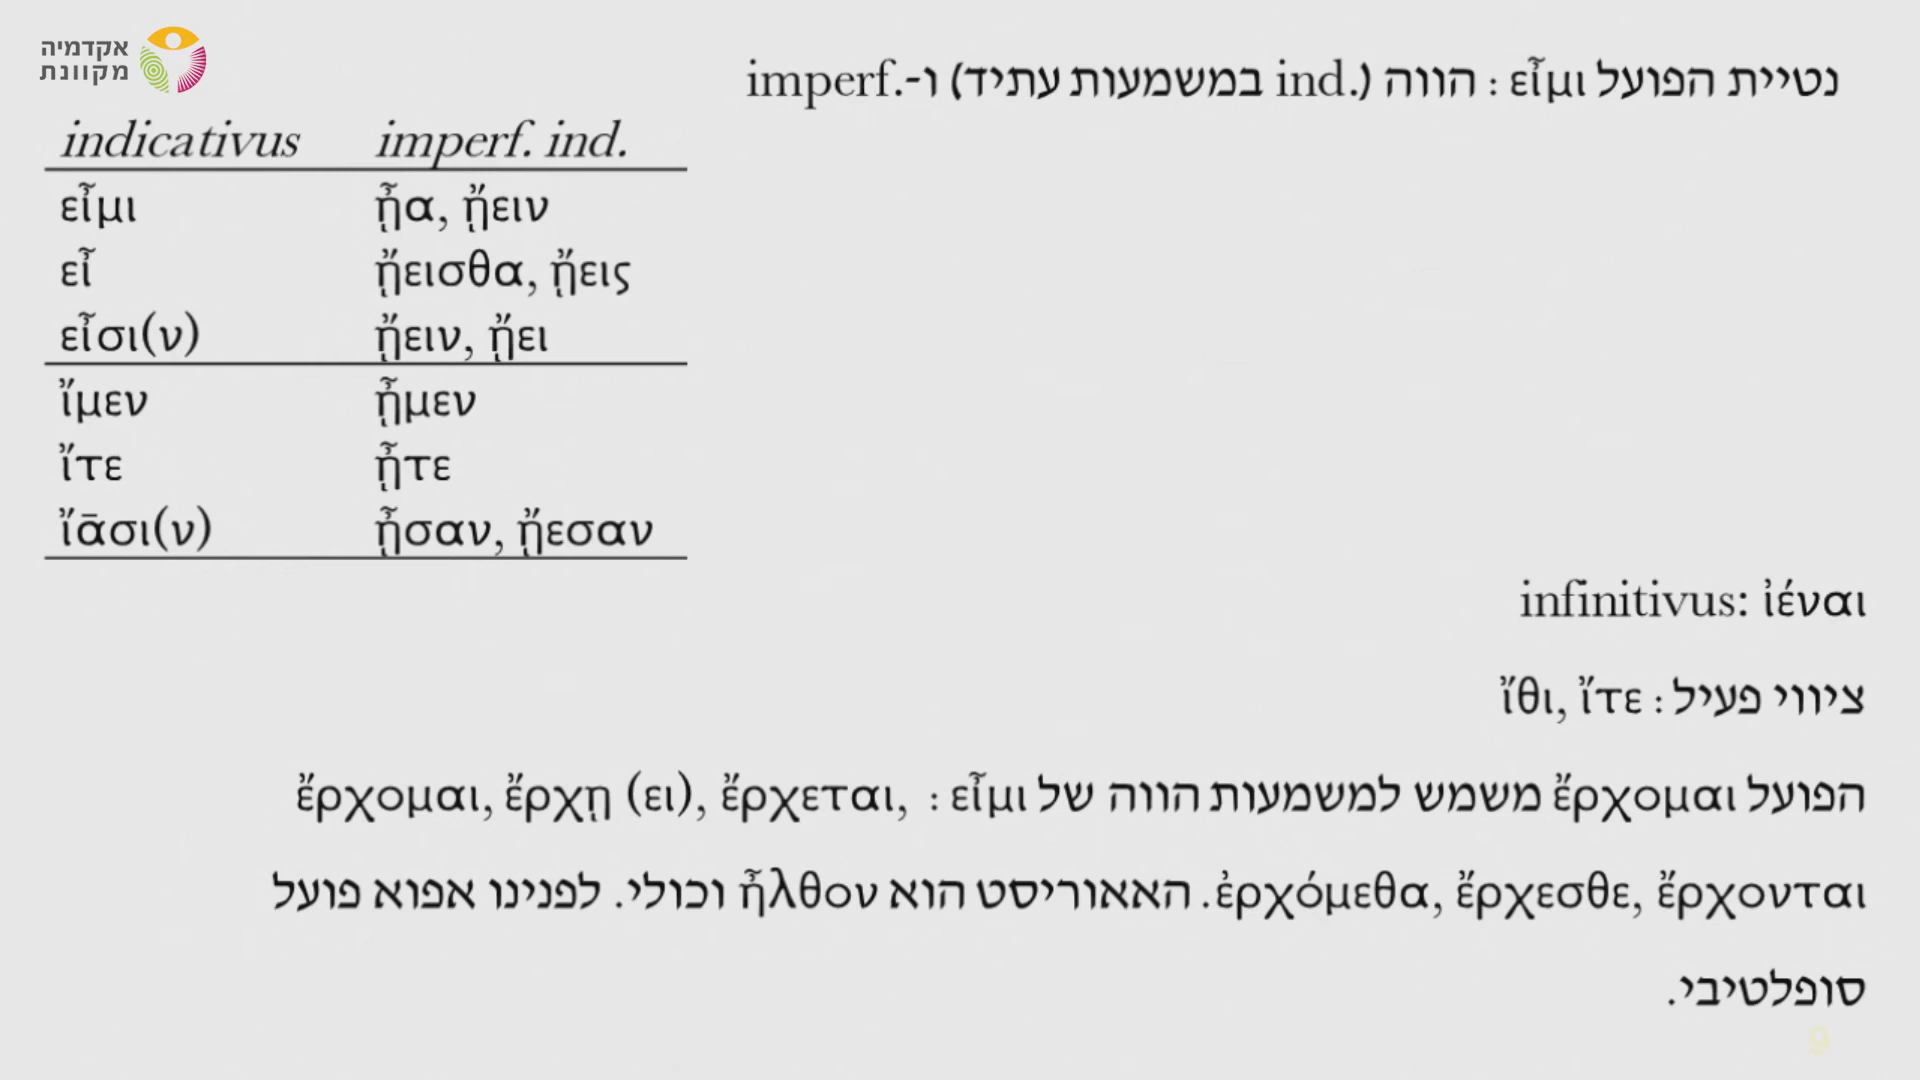 אקדמיה
מקוונת
נטיית הפועל εἶμι : הווה (ind. במשמעות עתיד) ו-imperf.
indicativus imperf. ind.
εἶμι ᾖα, ᾔειν
εἶ ᾔεισθα, ᾔεις
εἶσι(ν) ᾔειν, ᾔει
ἴμεν ᾖμεν
ἴτε ᾖτε
ἴᾱσι(ν) ᾖσαν, ᾔεσαν
infinitivus: ἰέναι
ציווי פעיל : ἴθι, ἴτε
הפועל ἔρχομαι משמש למשמעות הווה של εἶμι : ἔρχομαι, ἔρχῃ (ει), ἔρχεται,
ἐρχόμεθα, ἔρχεσθε, ἔρχονται. האאוריסט הוא ἦλθον וכולי. לפנינו אפוא פועל
סופלטיבי.
9